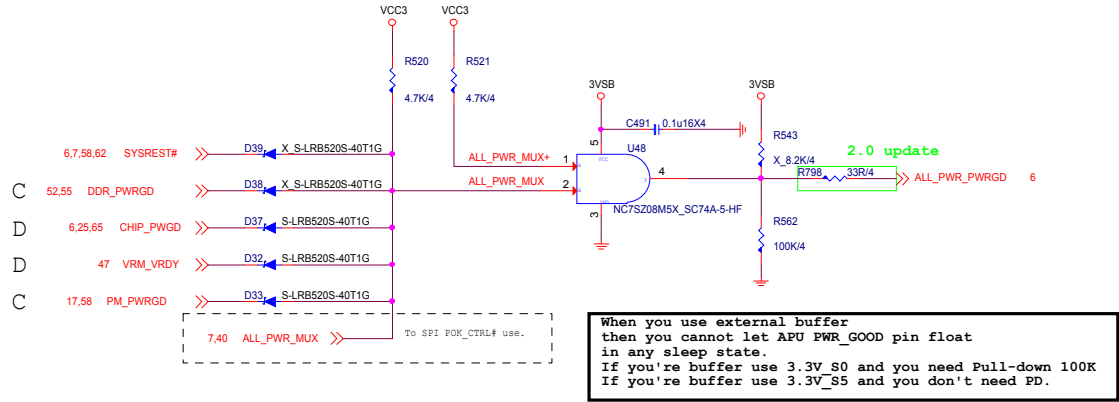 VCC3 VCC3
R520 R521
4.7K/4 4.7K/4
3VSB 3VSB
C491 0.1u16X4
R543
X_8.2K/4
2.0 update
6,7,58,62 SYSREST# D39 X_S-LRB520S-40T1G
ALL_PWR_MUX+ 1 A VCC 5 U48
C 52,55 DDR_PWRGD D38 X_S-LRB520S-40T1G
ALL_PWR_MUX 2 B Y 4
R798 33R/4 ALL_PWR_PWRGD 6
GND 3 NC7SZ08M5X_SC74A-5-HF
D 6,25,65 CHIP_PWGD D37 S-LRB520S-40T1G
R562
100K/4
D 47 VRM_VRDY D32 S-LRB520S-40T1G
C 17,58 PM_PWRGD D33 S-LRB520S-40T1G
7,40 ALL_PWR_MUX To SPI POK_CTRL# use.
When you use external buffer
then you cannot let APU PWR_GOOD pin float
in any sleep state.
If you're buffer use 3.3V_S0 and you need Pull-down 100K
If you're buffer use 3.3V_S5 and you don't need PD.